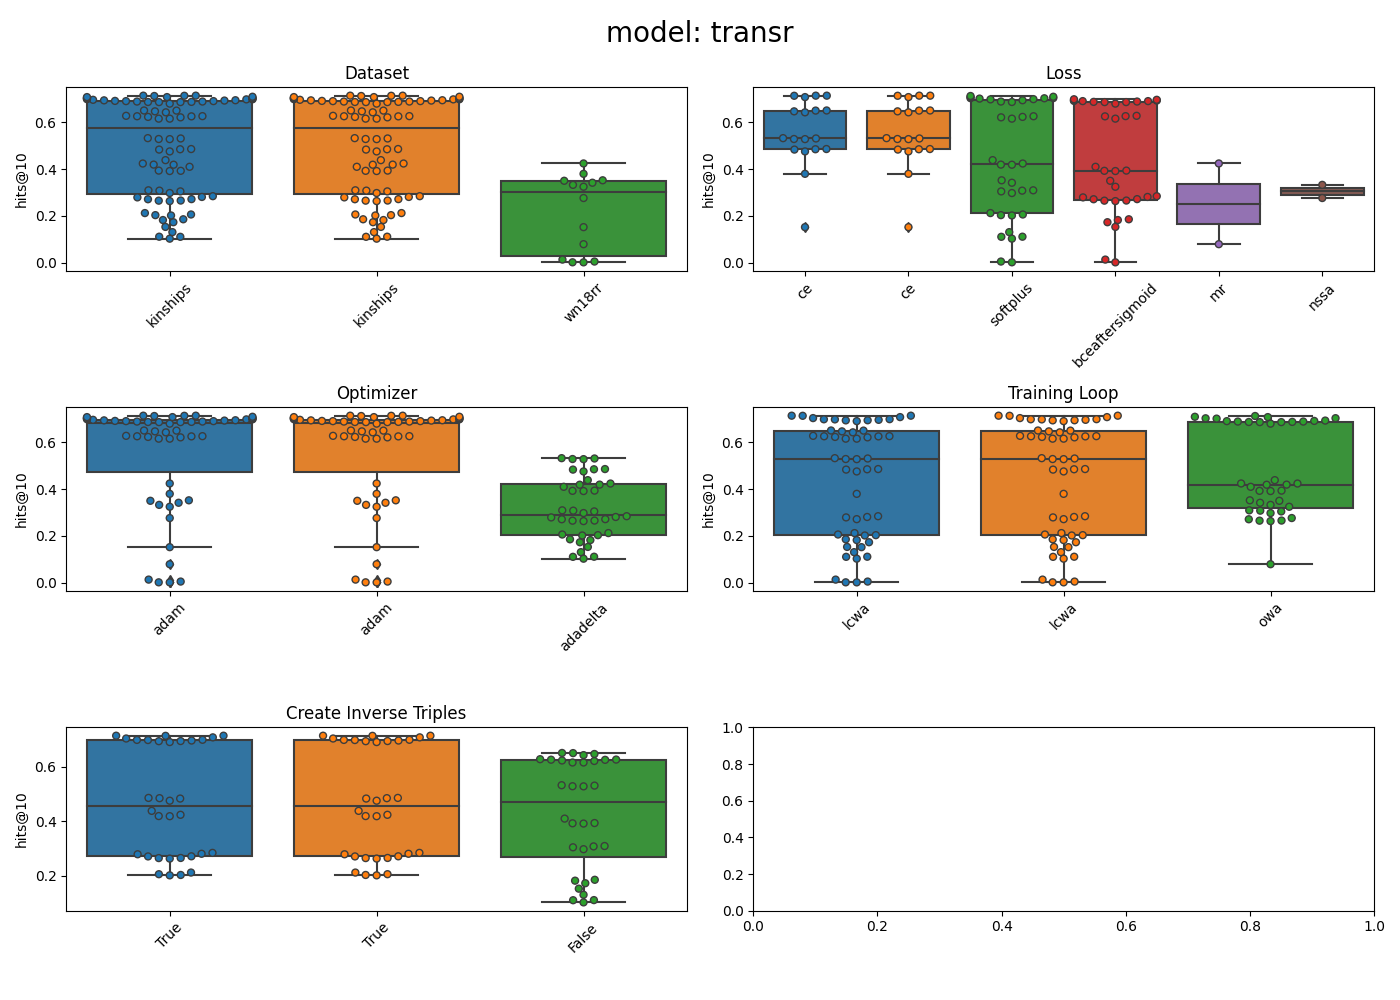 model: transr
Dataset
hits@10
0.6
0.4
0.2
0.0
kinships
kinships
wn18rr
Loss
hits@10
0.6
0.4
0.2
0.0
ce
ce
softplus
bceaftersigmoid
mr
nssa
Optimizer
hits@10
0.6
0.4
0.2
0.0
adam
adam
adadelta
Training Loop
hits@10
0.6
0.4
0.2
0.0
lcwa
lcwa
owa
Create Inverse Triples
hits@10
0.6
0.4
0.2
True
True
False
1.0
0.8
0.6
0.4
0.2
0.0
0.0 0.2 0.4 0.6 0.8 1.0